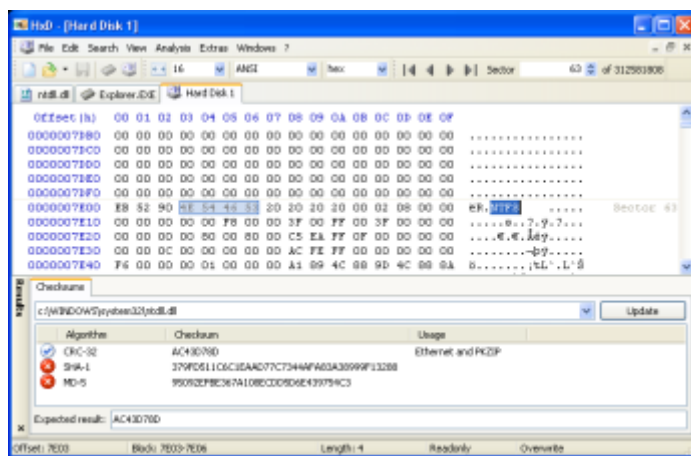 HxD - [Hard Disk 1]
File Edit Search View Analysis Extras Windows ?
16 ANSI hex Sector 63 of 312581808
ntdll.dll Explorer.EXE Hard Disk 1
Offset(h) 00 01 02 03 04 05 06 07 08 09 0A 0B 0C 0D 0E 0F
0000007DB0 00 00 00 00 00 00 00 00 00 00 00 00 00 00 00 00 ................
0000007DC0 00 00 00 00 00 00 00 00 00 00 00 00 00 00 00 00 ................
0000007DD0 00 00 00 00 00 00 00 00 00 00 00 00 00 00 00 00 ................
0000007DE0 00 00 00 00 00 00 00 00 00 00 00 00 00 00 00 00 ................
0000007DF0 00 00 00 00 00 00 00 00 00 00 00 00 00 00 00 00 ................
0000007E00 EB 52 90 4E 54 46 53 20 20 20 20 00 02 08 00 00 ëR.NTFS ..... Sector 63
0000007E10 00 00 00 00 00 F8 00 00 3F 00 FF 00 3F 00 00 00
0000007E20 00 00 00 00 80 00 80 00 C5 EA FF 0F 00 00 00 00
0000007E30 00 00 0C 00 00 00 00 00 AC FE FF 00 00 00 00 00
0000007E40 F6 00 00 00 01 00 00 00 A1 89 4C 88 9D 4C 88 8A
Results
Checksums
c:\WINDOWS\system32\ntdll.dll Update
Algorithm Checksum Usage
CRC-32 AC43D78D Ethernet and PKZIP
SHA-1
MD-5
Expected result: AC43D78D
Offset: 7E03 Block: 7E03-7E06 Length: 4 Readonly Overwrite